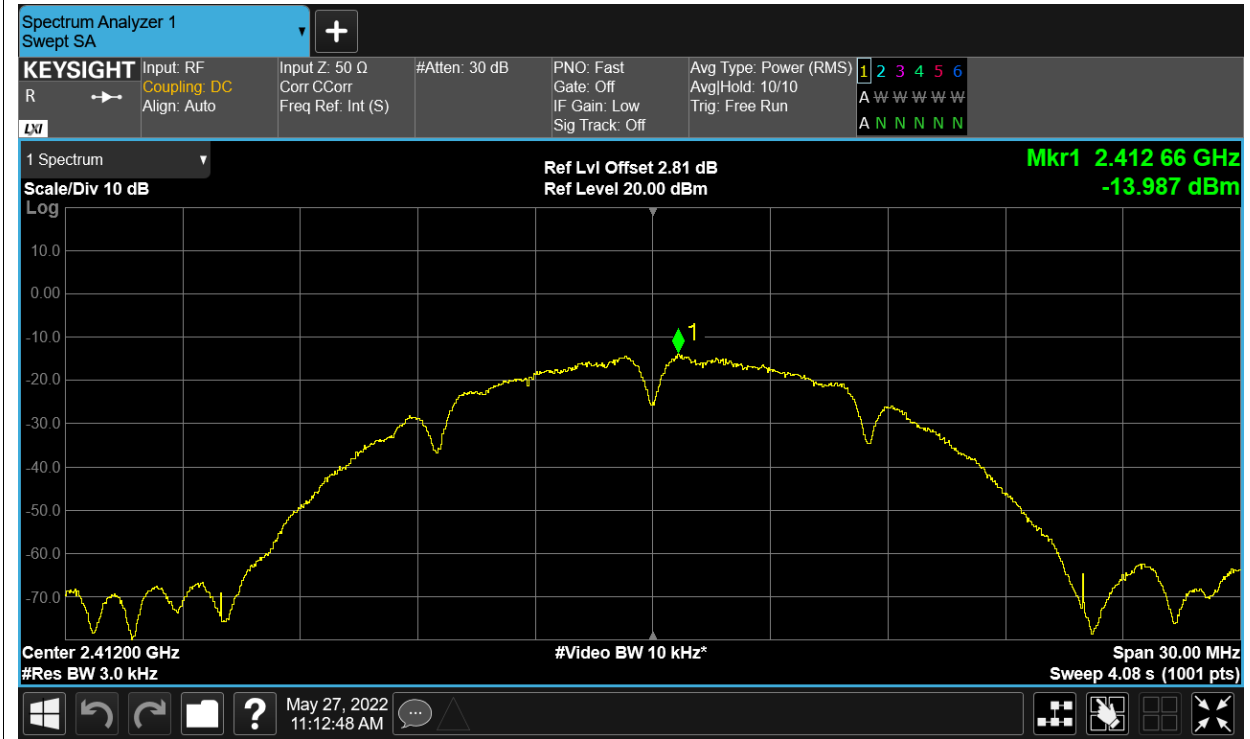 Spectrum Analyzer 1
Swept SA
+
KEYSIGHT
R
LXI
Input: RF
Coupling: DC
Align: Auto
Input Z: 50 Ω
Corr CCorr
Freq Ref: Int (S)
#Atten: 30 dB
PNO: Fast
Gate: Off
IF Gain: Low
Sig Track: Off
Avg Type: Power (RMS)
Avg|Hold: 10/10
Trig: Free Run
1 2 3 4 5 6
A W W W W W
A N N N N N
1 Spectrum
Scale/Div 10 dB
Log
Ref Lvl Offset 2.81 dB
Ref Level 20.00 dBm
Mkr1 2.412 66 GHz
-13.987 dBm
10.0
0.00
-10.0
-20.0
-30.0
-40.0
-50.0
-60.0
-70.0
1
Center 2.41200 GHz
#Res BW 3.0 kHz
#Video BW 10 kHz*
Span 30.00 MHz
Sweep 4.08 s (1001 pts)
?
May 27, 2022
11:12:48 AM